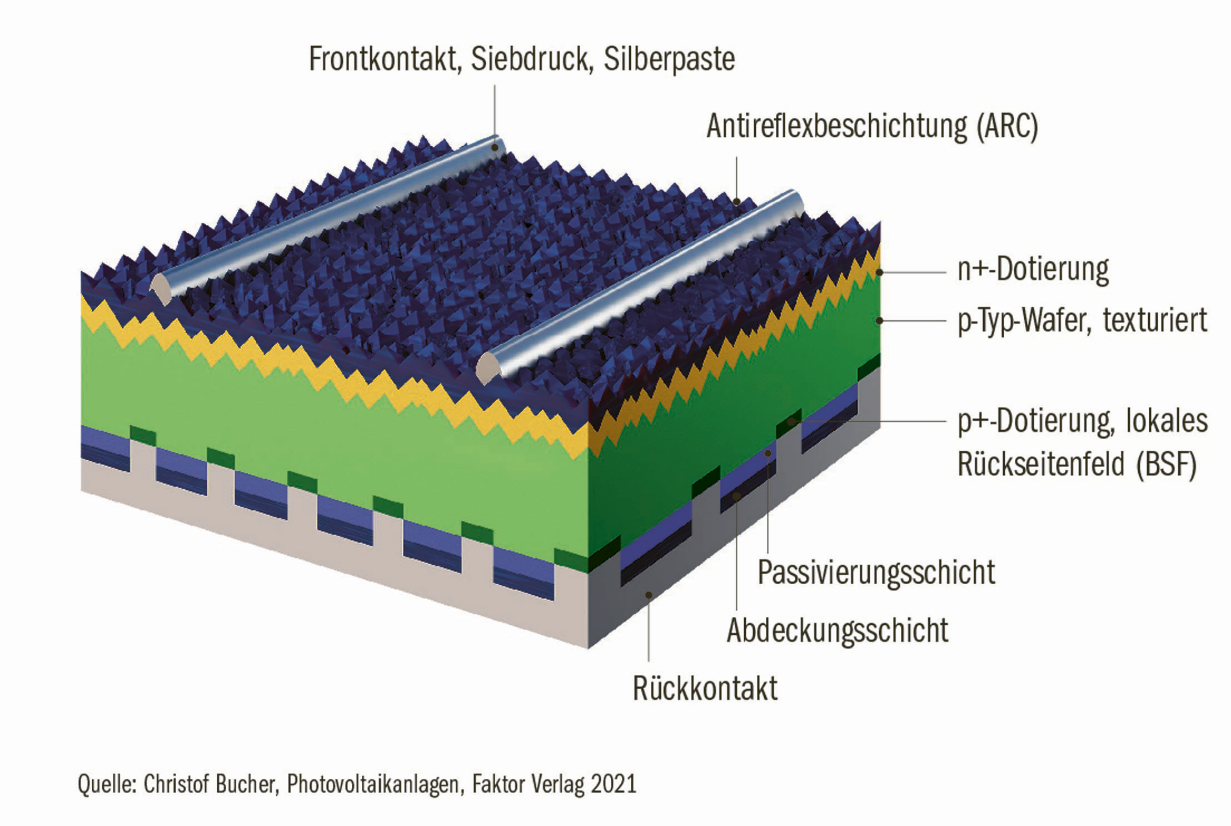 Frontkontakt, Siebdruck, Silberpaste
Antireflexbeschichtung (ARC)
n+-Dotierung
p-Typ-Wafer, texturiert
p+-Dotierung, lokales
Rückseitenfeld (BSF)
Passivierungsschicht
Abdeckungsschicht
Rückkontakt
Quelle: Christof Bucher, Photovoltaikanlagen, Faktor Verlag 2021